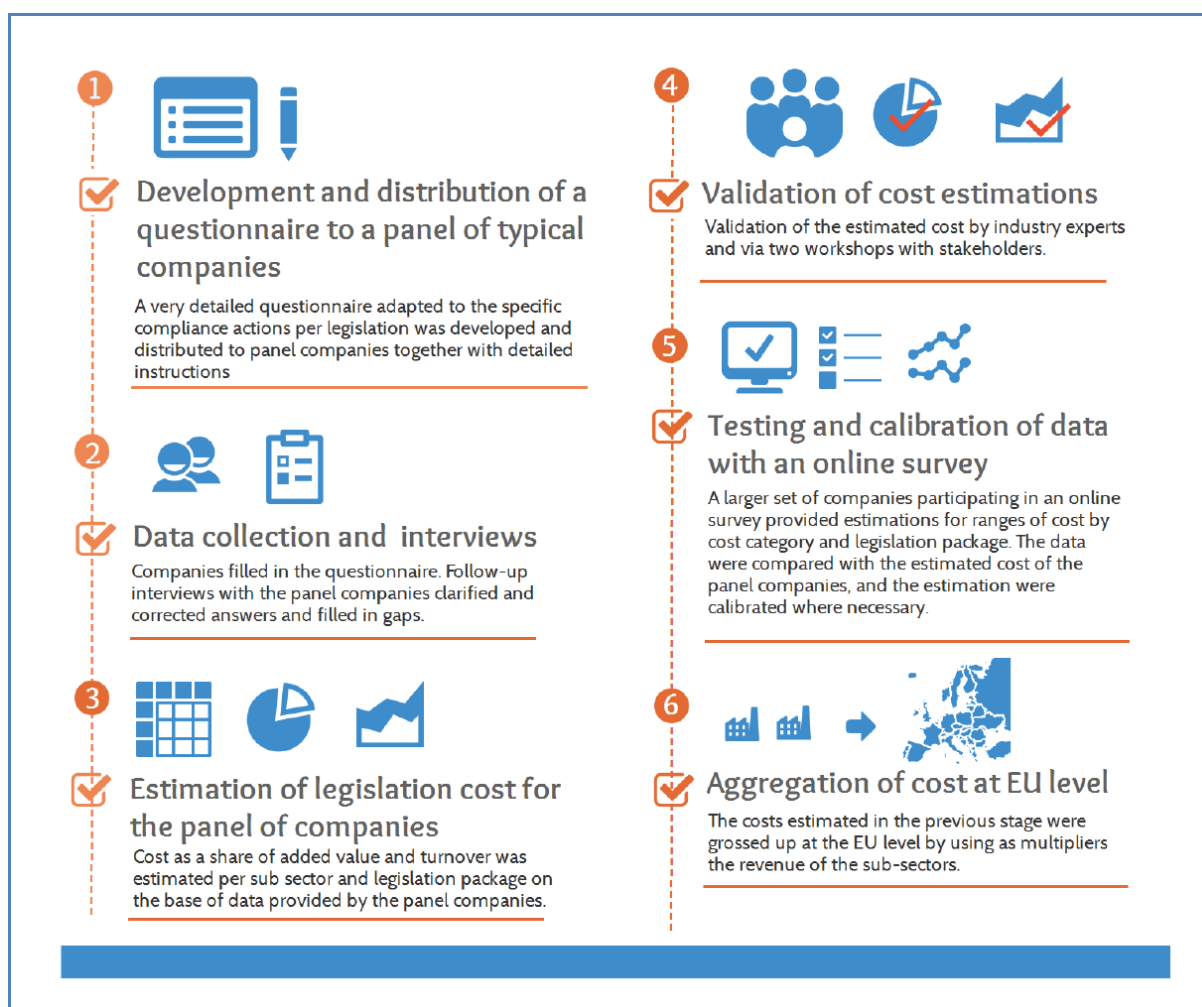 1
Development and distribution of a
questionnaire to a panel of typical
companies
A very detailed questionnaire adapted to the specific
compliance actions per legislation was developed and
distributed to panel companies together with detailed
instructions
2
Data collection and interviews
Companies filled in the questionnaire. Follow-up
interviews with the panel companies clarified and
corrected answers and filled in gaps.
3
Estimation of legislation cost for
the panel of companies
Cost as a share of added value and turnover was
estimated per sub sector and legislation package on
the base of data provided by the panel companies.
4
Validation of cost estimations
Validation of the estimated cost by industry experts
and via two workshops with stakeholders.
5
Testing and calibration of data
with an online survey
A larger set of companies participating in an online
survey provided estimations for ranges of cost by
cost category and legislation package. The data
were compared with the estimated cost of the
panel companies, and the estimation were
calibrated where necessary.
6
Aggregation of cost at EU level
The costs estimated in the previous stage were
grossed up at the EU level by using as multipliers
the revenue of the sub-sectors.